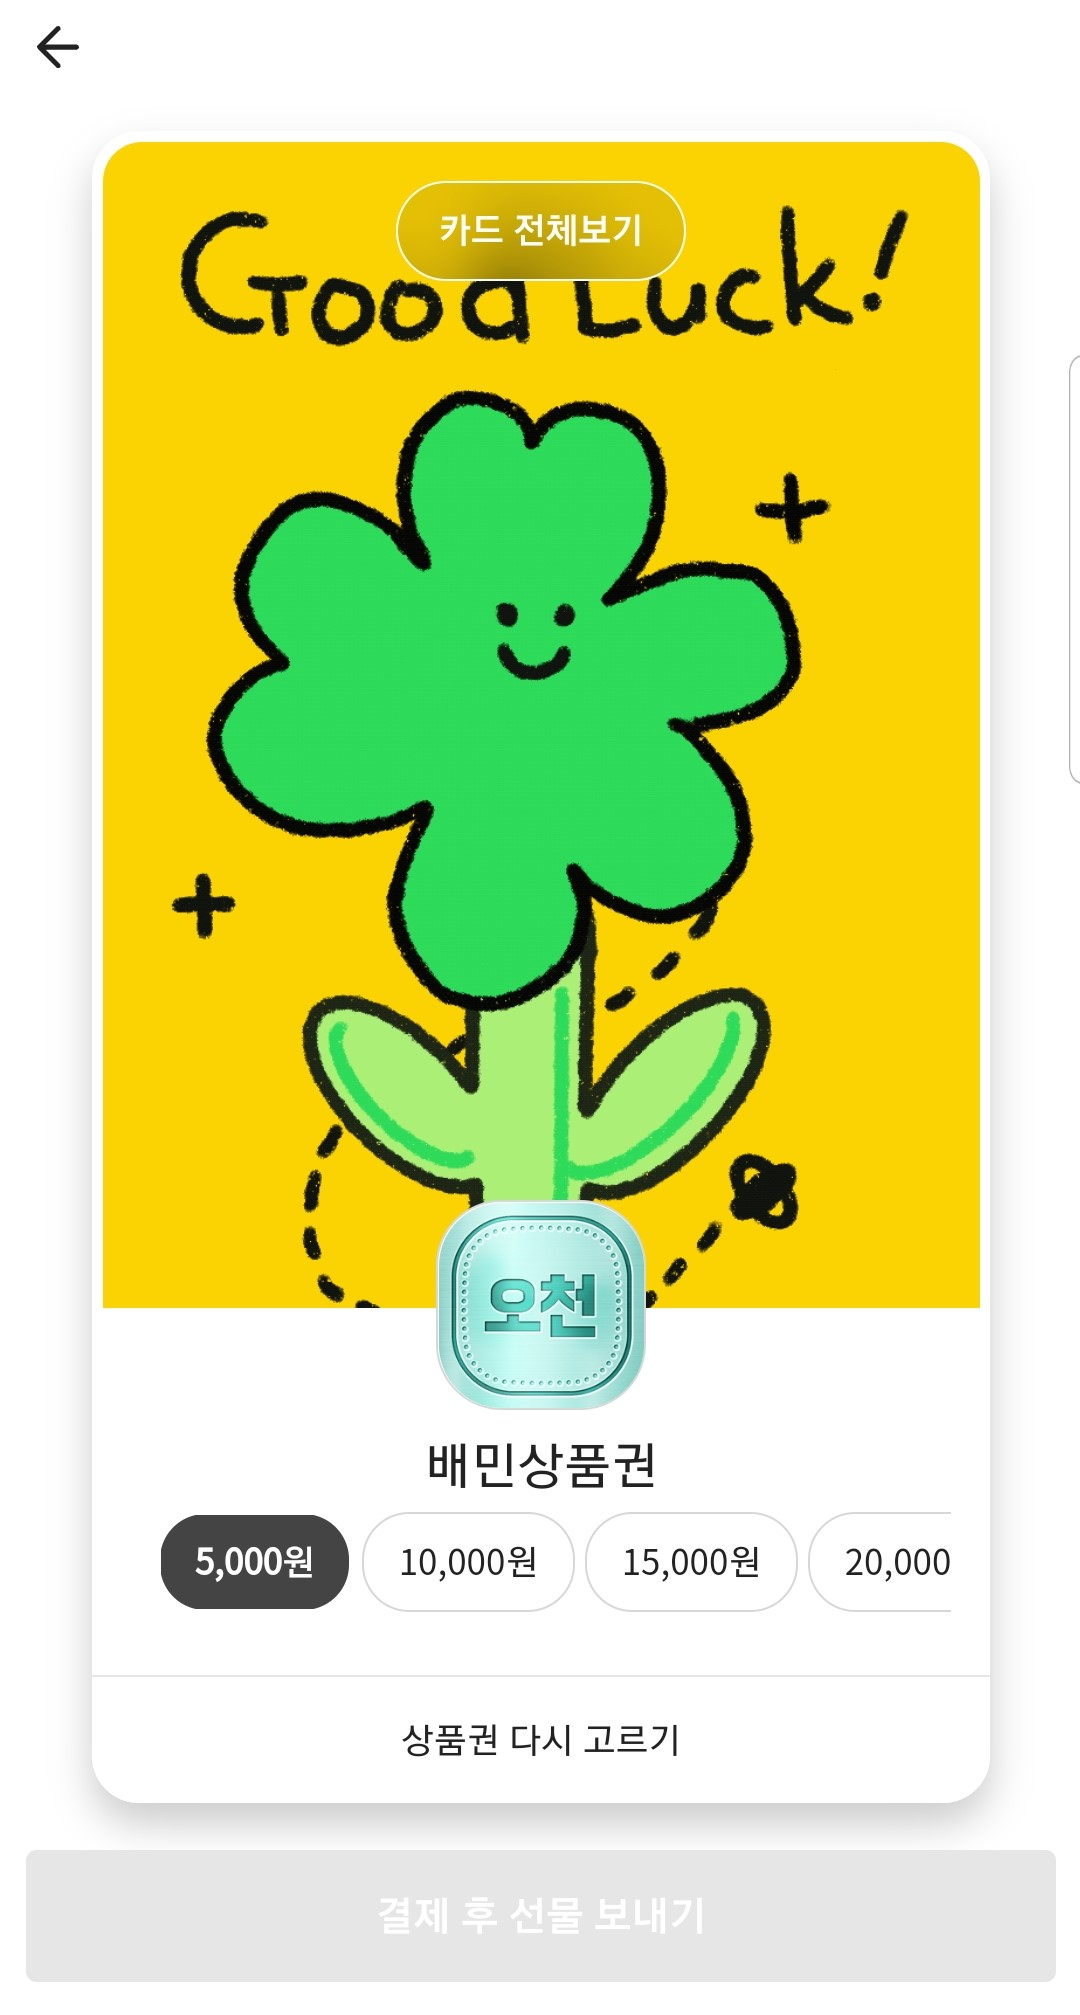 카드 전체보기
Good Luck!
오천
배민상품권
5,000원 10,000원 15,000원 20,000
상품권 다시 고르기
결제 후 선물 보내기